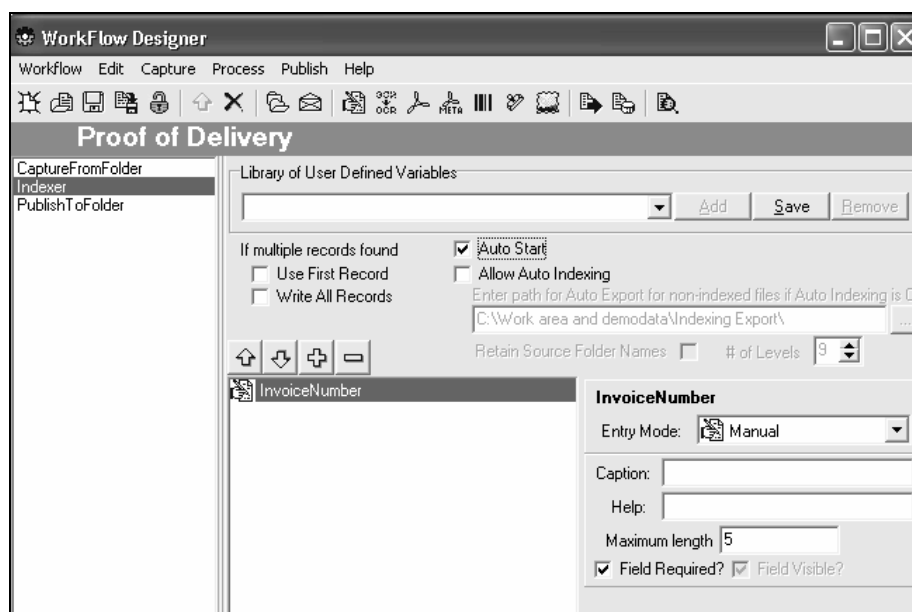 WorkFlow Designer
Workflow Edit Capture Process Publish Help
OCR OCR META
Proof of Delivery
CaptureFromFolder
Indexer
PublishToFolder
Library of User Defined Variables
Add Save Remove
If multiple records found
Auto Start
Use First Record
Allow Auto Indexing
Write All Records
Enter path for Auto Export for non-indexed files if Auto Indexing is C
C:\Work area and demodata\Indexing Export\
...
Retain Source Folder Names # of Levels 9
InvoiceNumber
InvoiceNumber
Entry Mode: Manual
Caption:
Help:
Maximum length 5
Field Required? Field Visible?